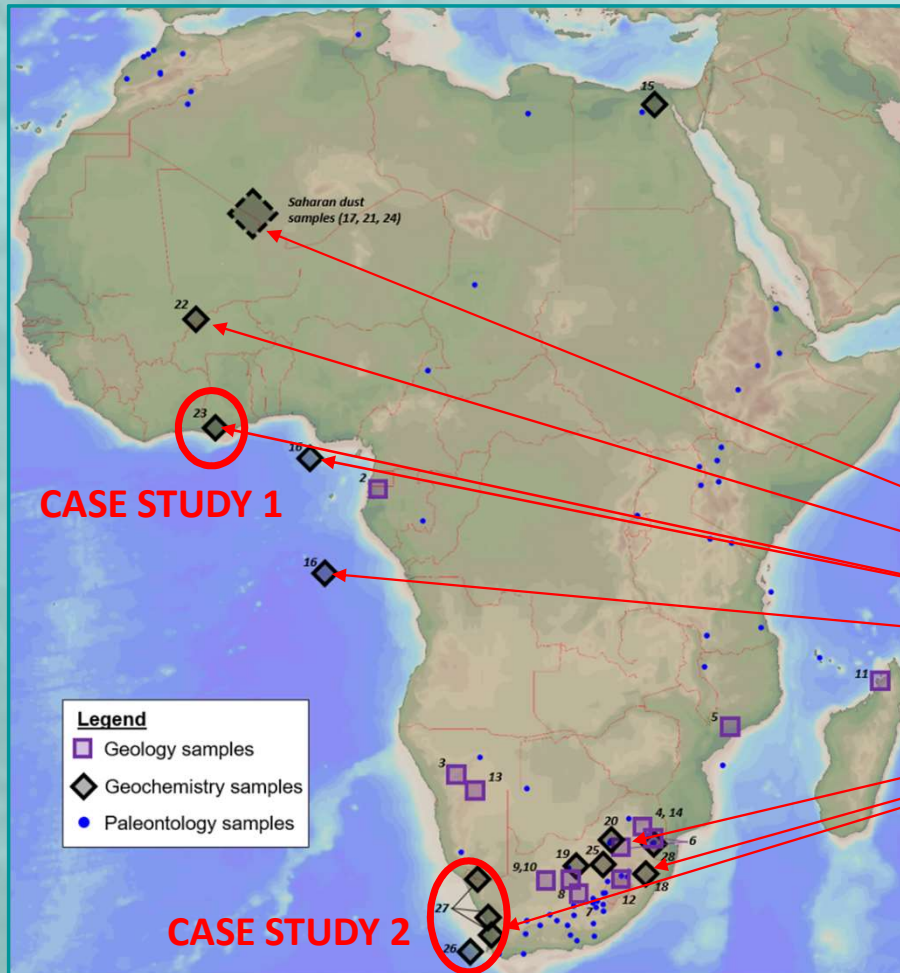 15
Saharan dust
samples (17, 21, 24)
22
23
16
2
CASE STUDY 1
16
11
5
Legend
Geology samples
Geochemistry samples
Paleontology samples
3
13
4, 14
20
6
19
25
28
9,10
18
8
12
7
27
CASE STUDY 2
26